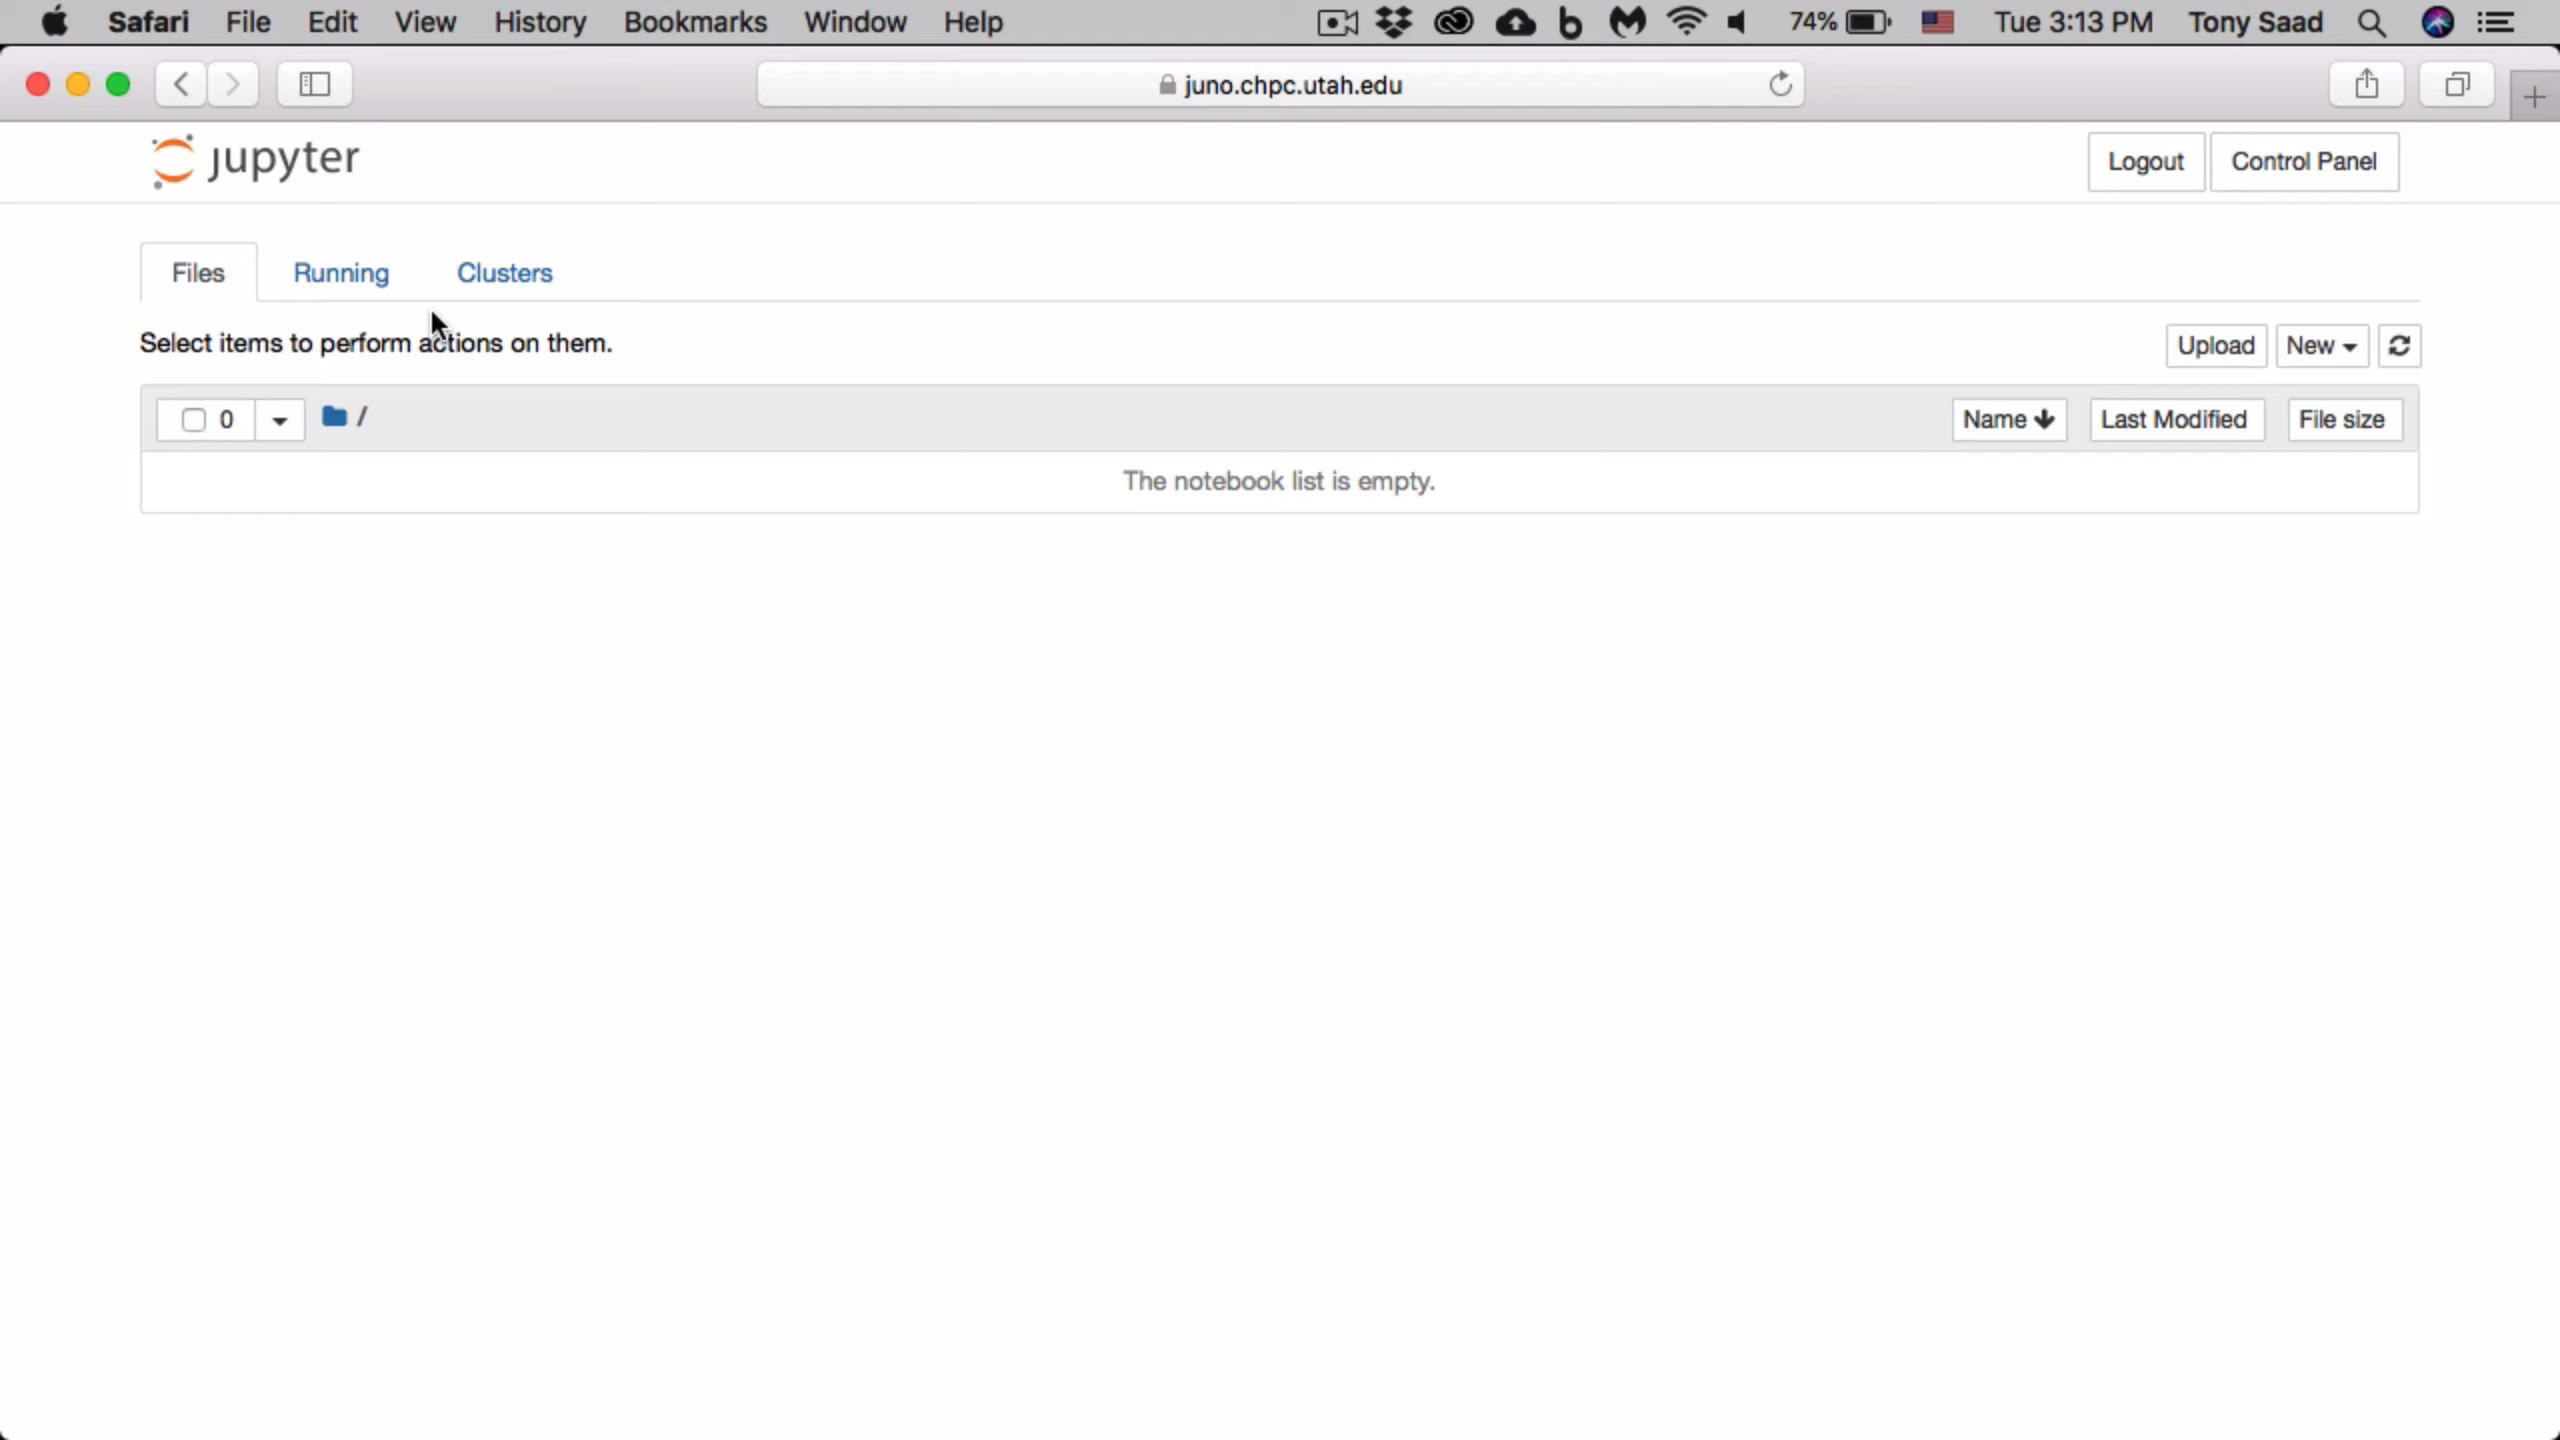 Safari File Edit View History Bookmarks Window Help 74% Tue 3:13 PM Tony Saad
juno.chpc.utah.edu
jupyter Logout Control Panel
Files Running Clusters
Select items to perform actions on them. Upload New
0 / Name Last Modified File size
The notebook list is empty.